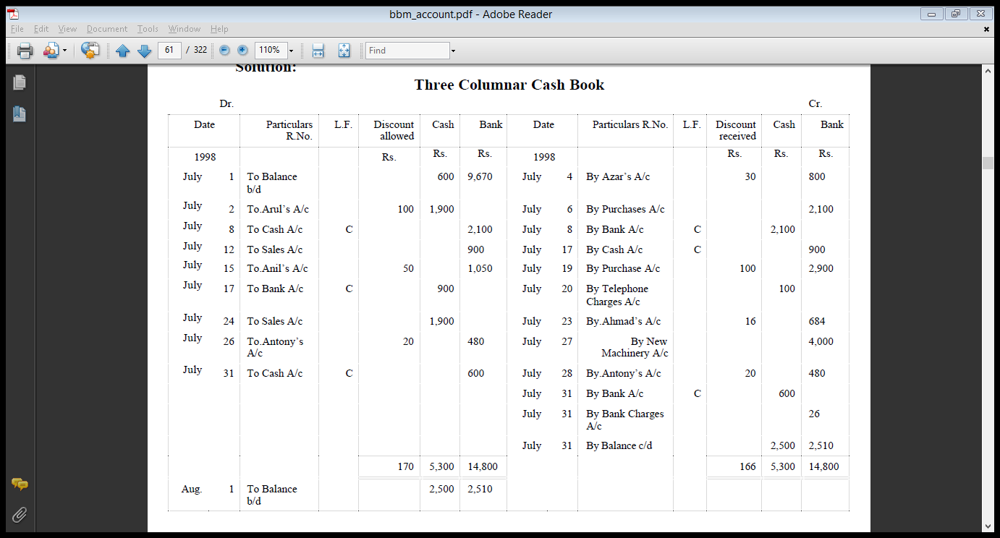 bbm_account.pdf - Adobe Reader
File Edit View Document Tools Window Help
61 / 322 110% Find
Solution:
Three Columnar Cash Book
Dr. Cr.
Date Particulars R.No. L.F. Discount allowed Cash Bank Date Particulars R.No. L.F. Discount received Cash Bank
1998 Rs. Rs. Rs. 1998 Rs. Rs. Rs.
July 1 To Balance b/d 600 9,670 July 4 By Azar's A/c 30 800
July 2 To.Arul's A/c 100 1,900 July 6 By Purchases A/c 2,100
July 8 To Cash A/c C 2,100 July 8 By Bank A/c C 2,100
July 12 To Sales A/c 900 July 17 By Cash A/c C 900
July 15 To.Anil's A/c 50 1,050 July 19 By Purchase A/c 100 2,900
July 17 To Bank A/c C 900 July 20 By Telephone Charges A/c 100
July 24 To Sales A/c 1,900 July 23 By.Ahmad's A/c 16 684
July 26 To.Antony's A/c 20 480 July 27 By New Machinery A/c 4,000
July 31 To Cash A/c C 600 July 28 By.Antony's A/c 20 480
July 31 By Bank A/c C 600
July 31 By Bank Charges A/c 26
July 31 By Balance c/d 2,500 2,510
170 5,300 14,800 166 5,300 14,800
Aug. 1 To Balance b/d 2,500 2,510